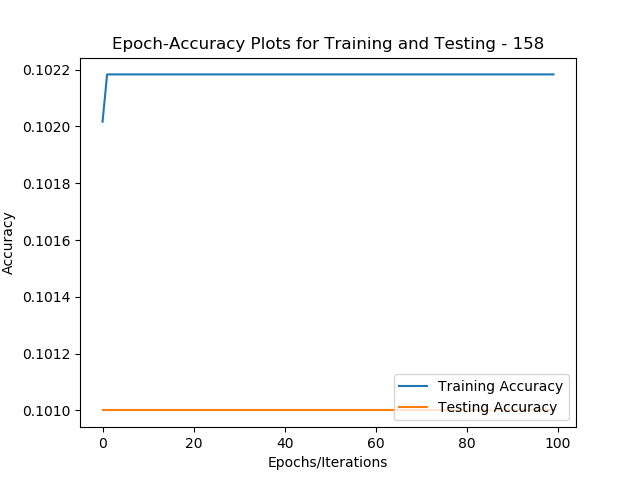 Epoch-Accuracy Plots for Training and Testing - 158
0.1022
0.1020
0.1018
0.1016
0.1014
0.1012
0.1010
Accuracy
Training Accuracy
Testing Accuracy
0 20 40 60 80 100
Epochs/Iterations